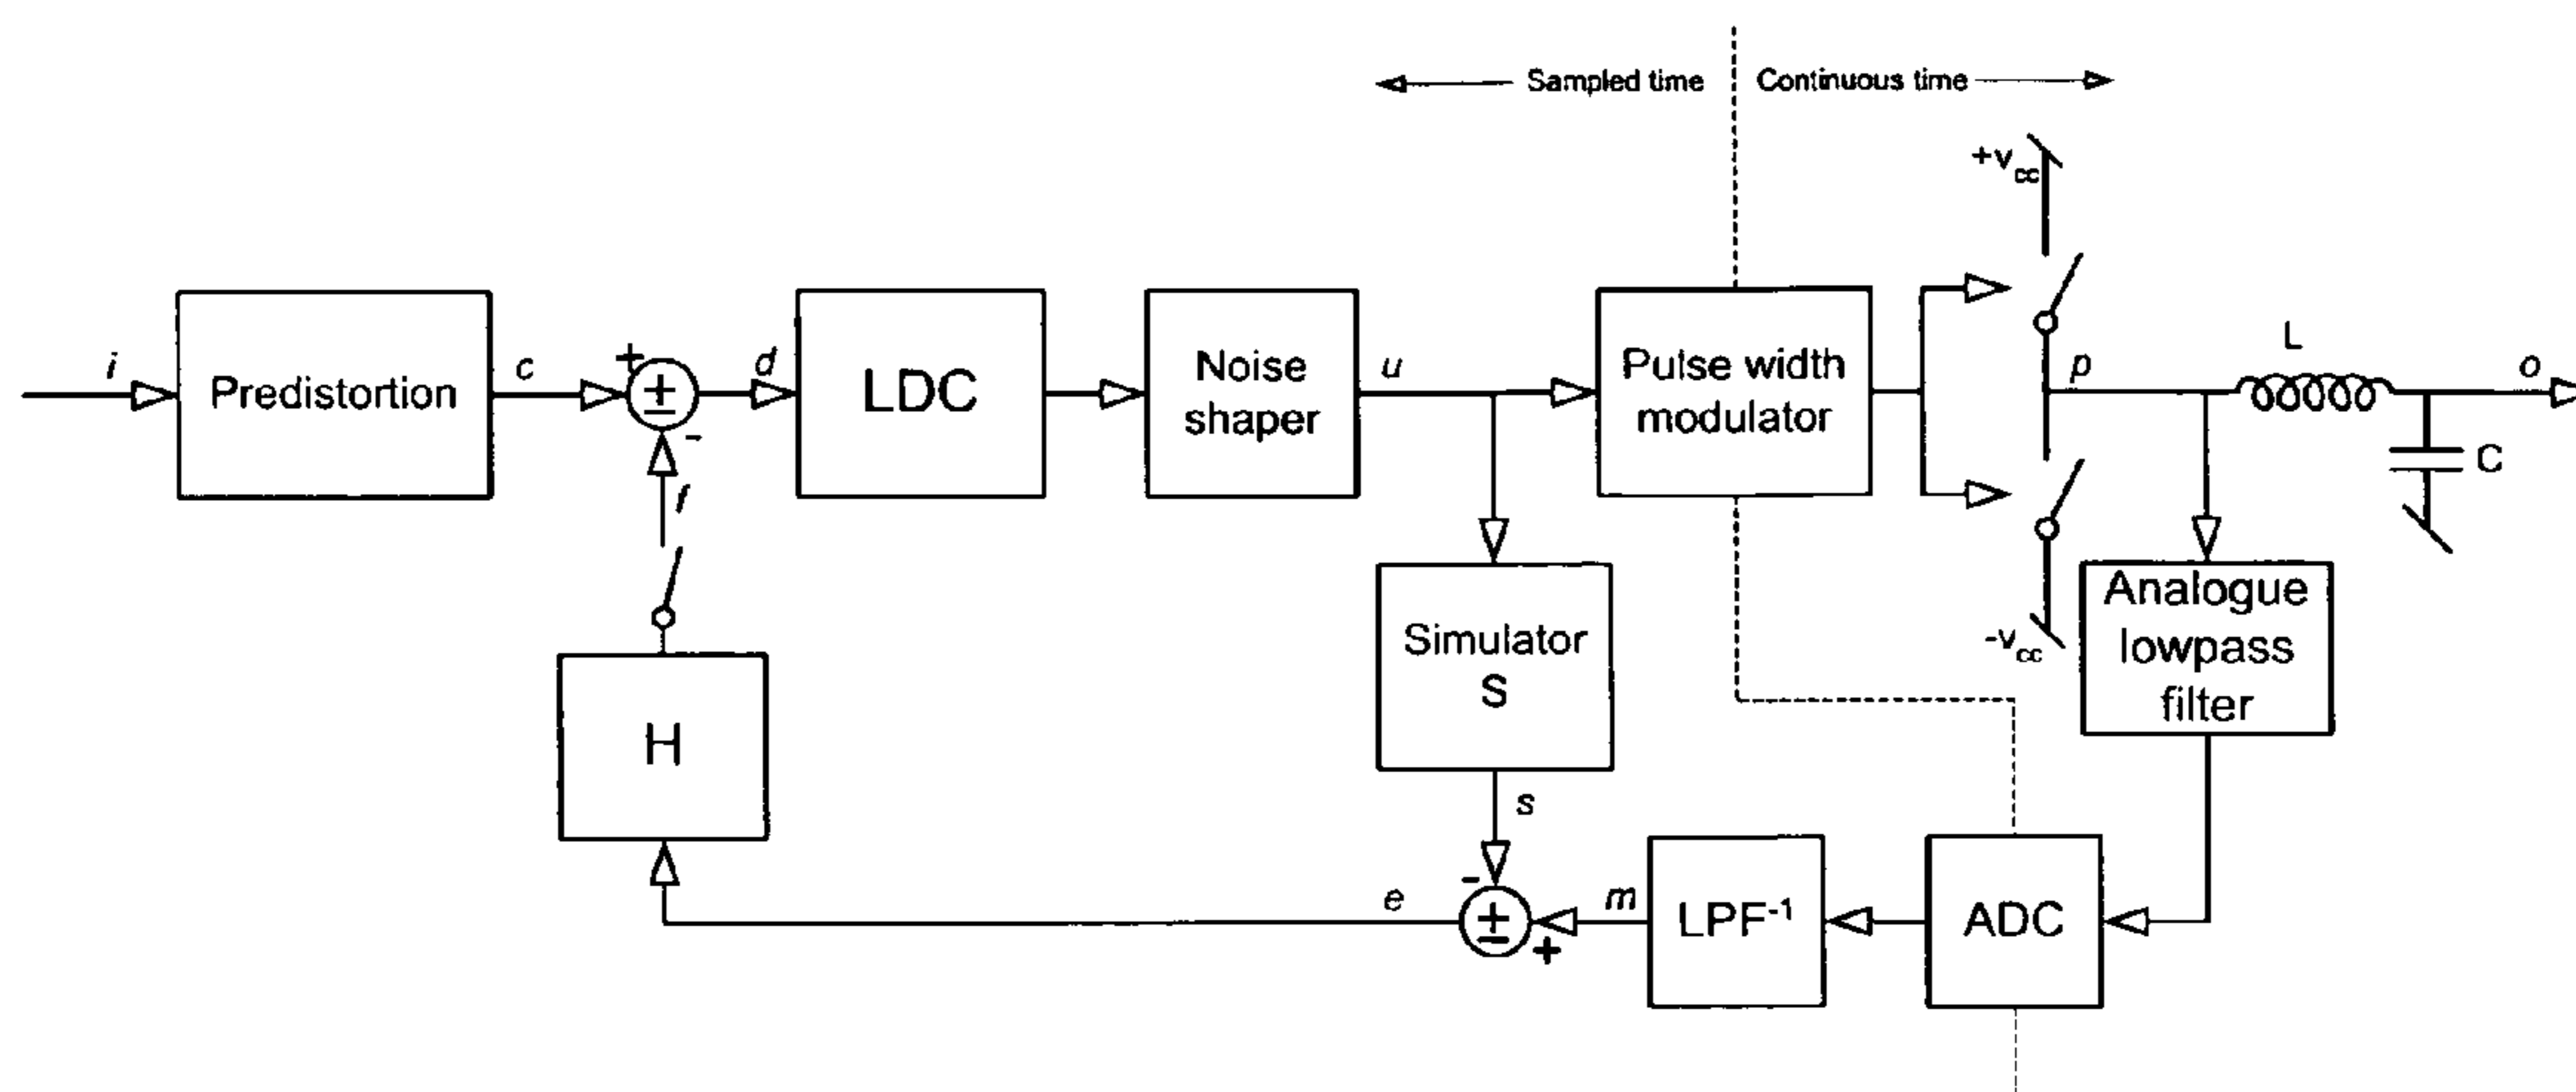 Sampled time
Continuous time
+vcc
i
Predistortion
c
+
±
-
d
LDC
Noise
shaper
u
Pulse width
modulator
p
L
o
C
f
Simulator
S
-vcc
Analogue
lowpass
filter
H
s
-
e
±
+
m
LPF-1
ADC